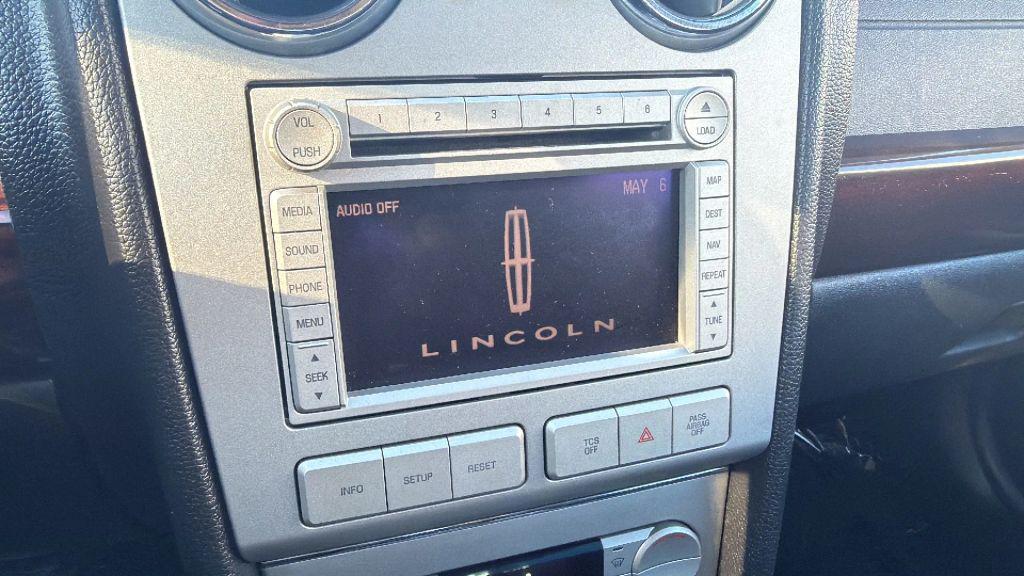 VOL
PUSH
1 2 3 4 5 6
LOAD
AUDIO OFF
MAY 6
LINCOLN
MEDIA
SOUND
PHONE
MENU
SEEK
MAP
DEST
NAV
REPEAT
TUNE
INFO
SETUP
RESET
TCS
OFF
PASS
AIRBAG
OFF